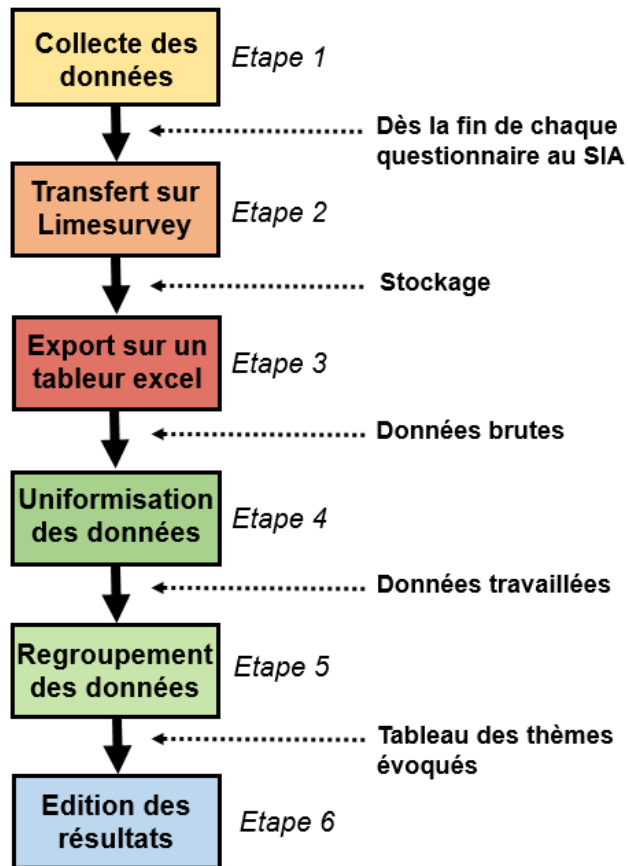 Collecte des
données
Etape 1
Dès la fin de chaque
questionnaire au SIA
Transfert sur
Limesurvey
Etape 2
Stockage
Export sur un
tableur excel
Etape 3
Données brutes
Uniformisation
des données
Etape 4
Données travaillées
Regroupement
des données
Etape 5
Tableau des thèmes
évoqués
Edition des
résultats
Etape 6